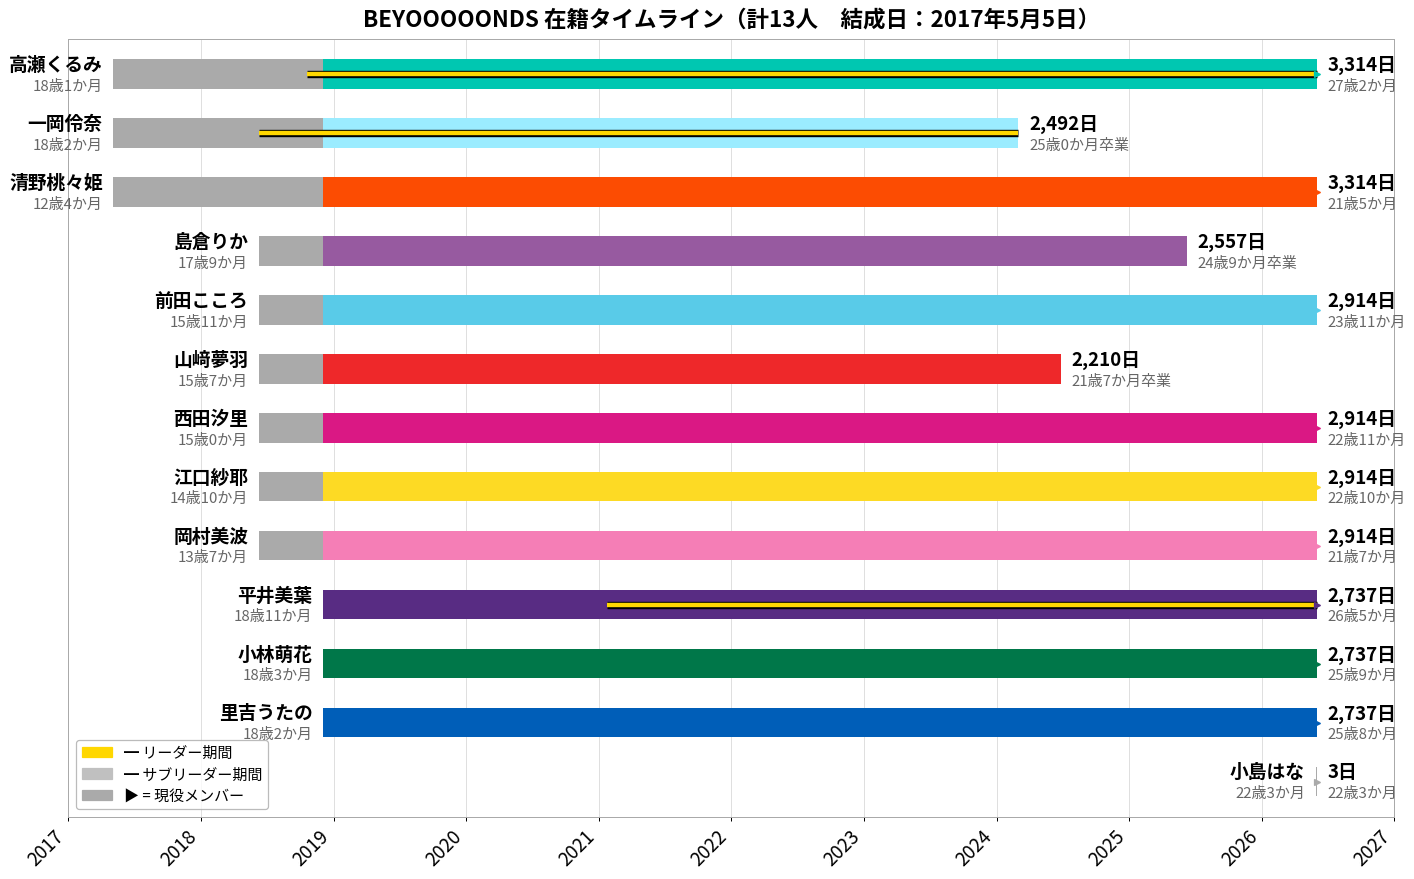 BEYOOOOONDS 在籍タイムライン（計13人　結成日：2017年5月5日）
高瀬くるみ
18歳1か月
3,314日
27歳2か月
一岡伶奈
18歳2か月
2,492日
25歳0か月卒業
清野桃々姫
12歳4か月
3,314日
21歳5か月
島倉りか
17歳9か月
2,557日
24歳9か月卒業
前田こころ
15歳11か月
2,914日
23歳11か月
山﨑夢羽
15歳7か月
2,210日
21歳7か月卒業
西田汐里
15歳0か月
2,914日
22歳11か月
江口紗耶
14歳10か月
2,914日
22歳10か月
岡村美波
13歳7か月
2,914日
21歳7か月
平井美葉
18歳11か月
2,737日
26歳5か月
小林萌花
18歳3か月
2,737日
25歳9か月
里吉うたの
18歳2か月
2,737日
25歳8か月
小島はな
22歳3か月
3日
22歳3か月
━ リーダー期間
━ サブリーダー期間
▶ = 現役メンバー
2017
2018
2019
2020
2021
2022
2023
2024
2025
2026
2027